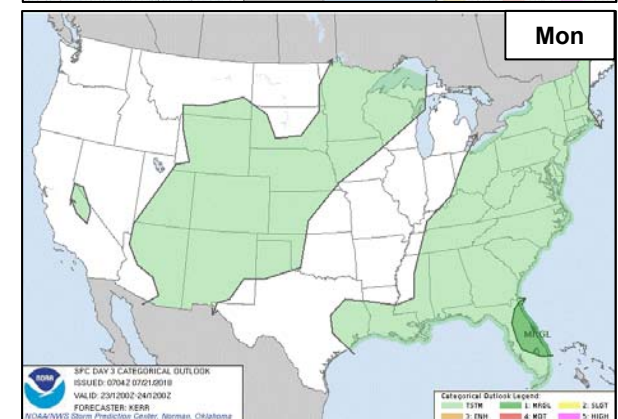 Mon
MRGL
SPC DAY 3 CATEGORICAL OUTLOOK
ISSUED: 0704Z 07/21/2018
VALID: 23/1200Z-24/1200Z
FORECASTER: KERR
NOAA/NWS Storm Prediction Center, Norman, Oklahoma
NOAA
Categorical Outlook Legend:
TSTM 1: MRGL 2: SLGT
3: ENH 4: MDT 5: HIGH